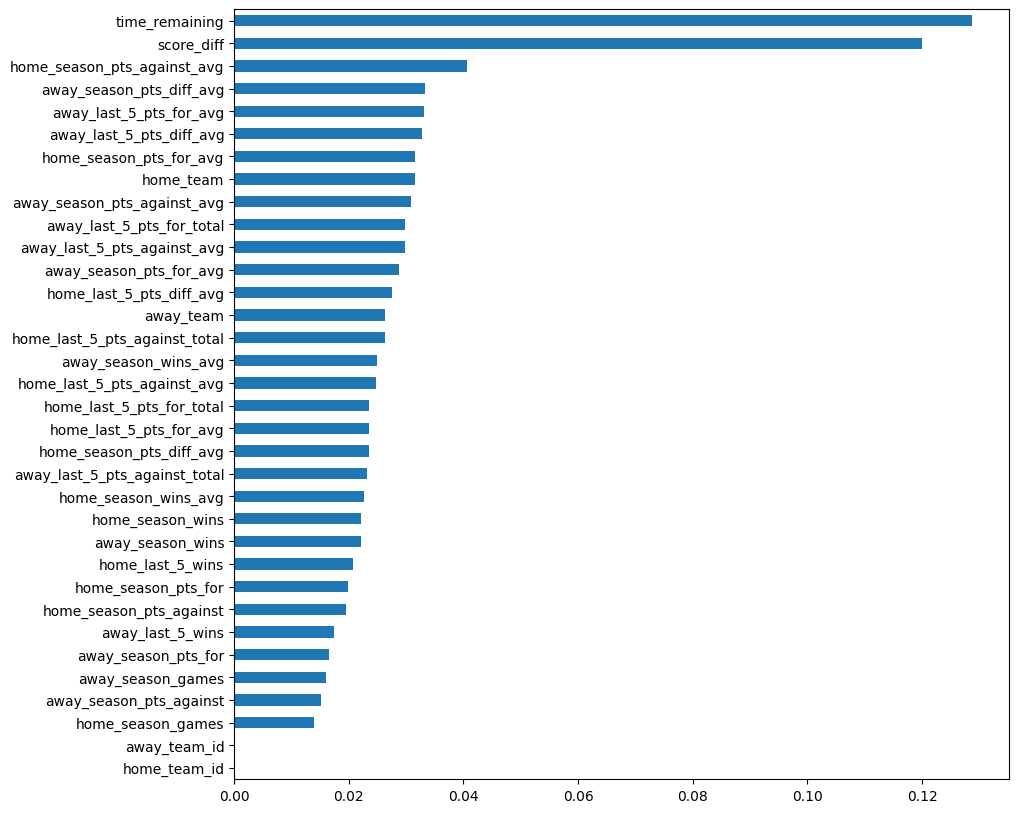 time_remaining
score_diff
home_season_pts_against_avg
away_season_pts_diff_avg
away_last_5_pts_for_avg
away_last_5_pts_diff_avg
home_season_pts_for_avg
home_team
away_season_pts_against_avg
away_last_5_pts_for_total
away_last_5_pts_against_avg
away_season_pts_for_avg
home_last_5_pts_diff_avg
away_team
home_last_5_pts_against_total
away_season_wins_avg
home_last_5_pts_against_avg
home_last_5_pts_for_total
home_last_5_pts_for_avg
home_season_pts_diff_avg
away_last_5_pts_against_total
home_season_wins_avg
home_season_wins
away_season_wins
home_last_5_wins
home_season_pts_for
home_season_pts_against
away_last_5_wins
away_season_pts_for
away_season_games
away_season_pts_against
home_season_games
away_team_id
home_team_id
0.00 0.02 0.04 0.06 0.08 0.10 0.12